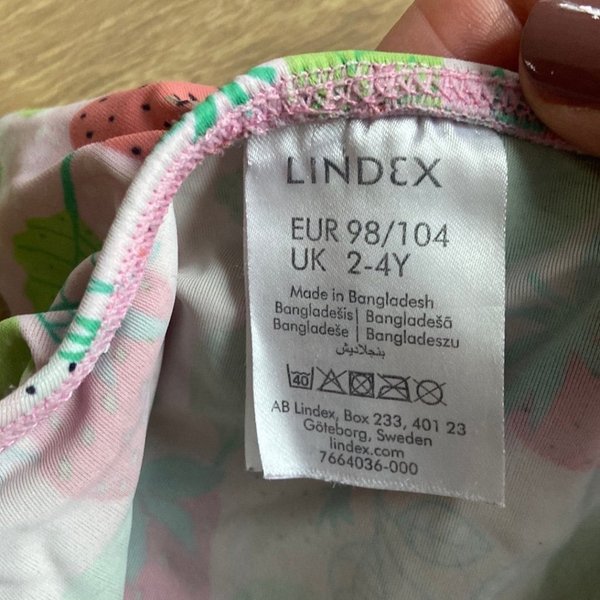 LINDEX
EUR 98/104
UK 2-4Y
Made in Bangladesh
Bangladešis| Bangladešā
Bangladeše | Bangladeszu
بنجلاديش
40
AB Lindex, Box 233, 401 23
Göteborg, Sweden
lindex.com
7664036-000